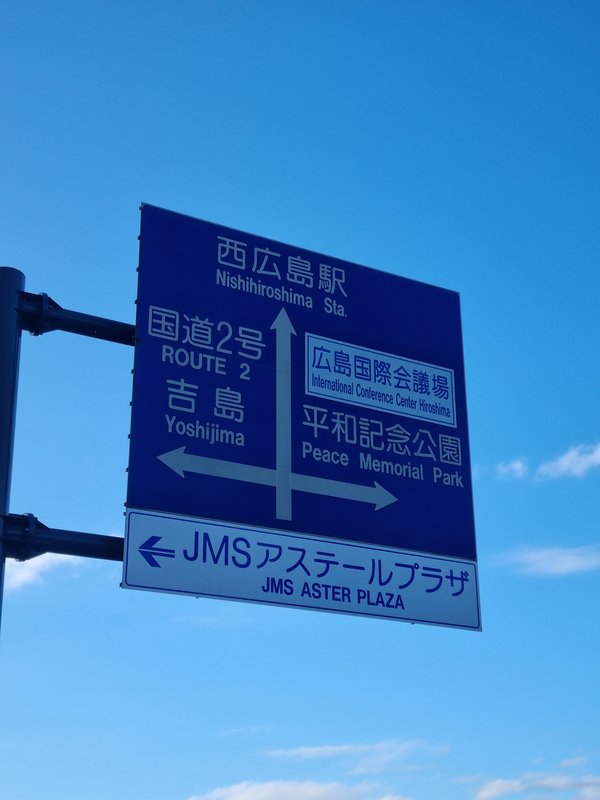 西広島駅
Nishihiroshima Sta.
国道2号
ROUTE 2
吉島
Yoshijima
広島国際会議場
International Conference Center Hiroshima
平和記念公園
Peace Memorial Park
JMSアステールプラザ
JMS ASTER PLAZA